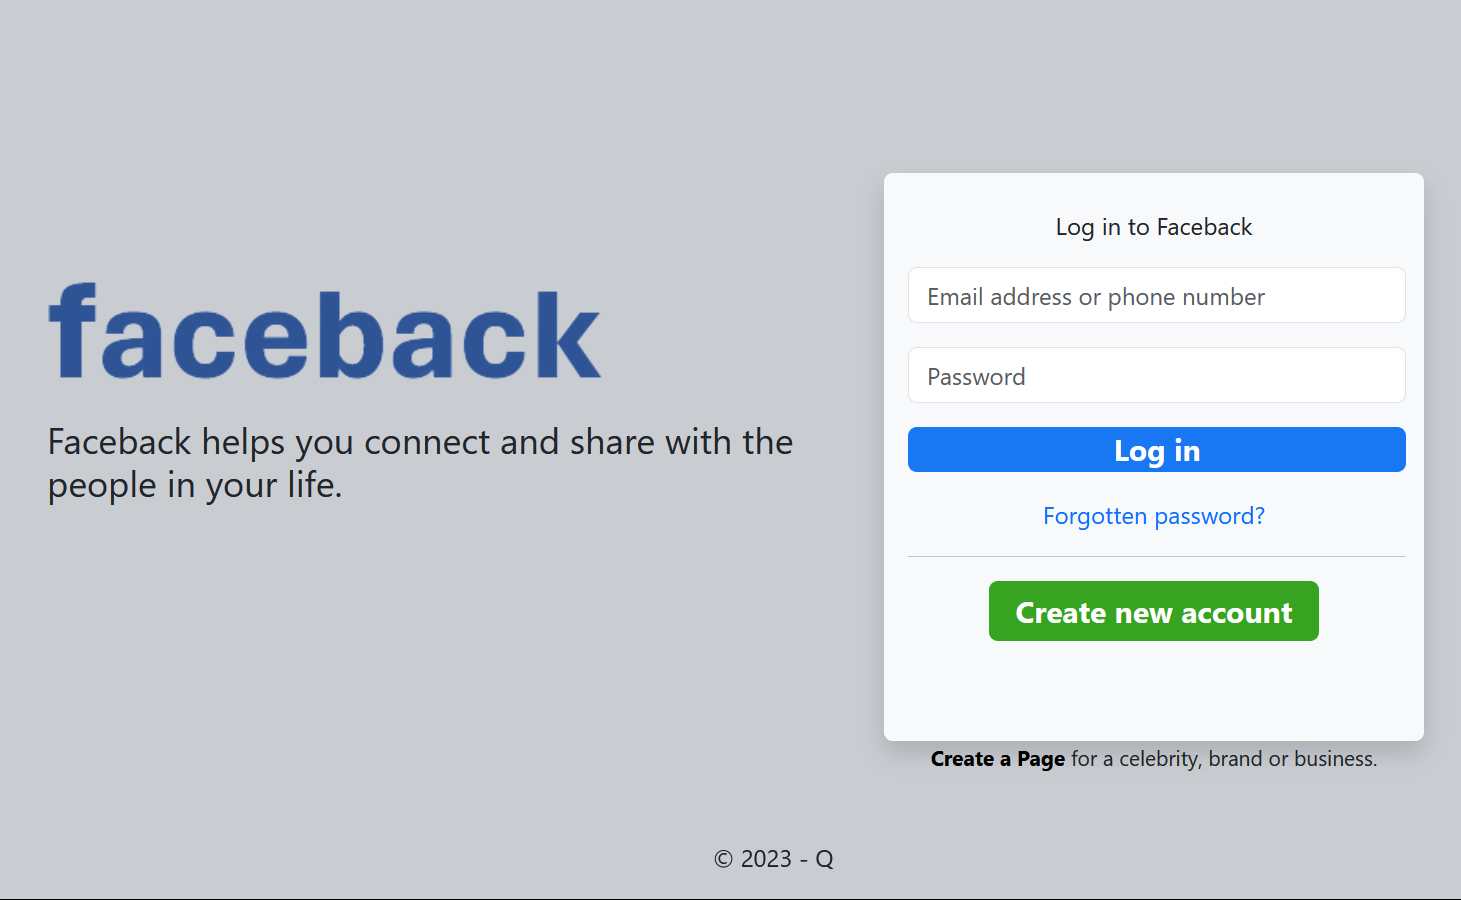 faceback
Faceback helps you connect and share with the
people in your life.
Log in to Faceback
Email address or phone number
Password
Log in
Forgotten password?
Create new account
Create a Page for a celebrity, brand or business.
© 2023 - Q